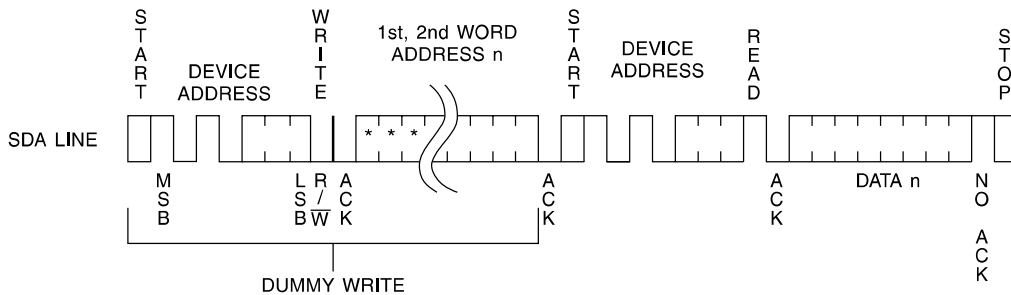 START
WRITE
1st, 2nd WORD
ADDRESS n
START
READ
STOP
DEVICE
ADDRESS
DEVICE
ADDRESS
SDA LINE
* * *
MSB
LSB
R/W
ACK
ACK
ACK
DATA n
NO ACK
DUMMY WRITE